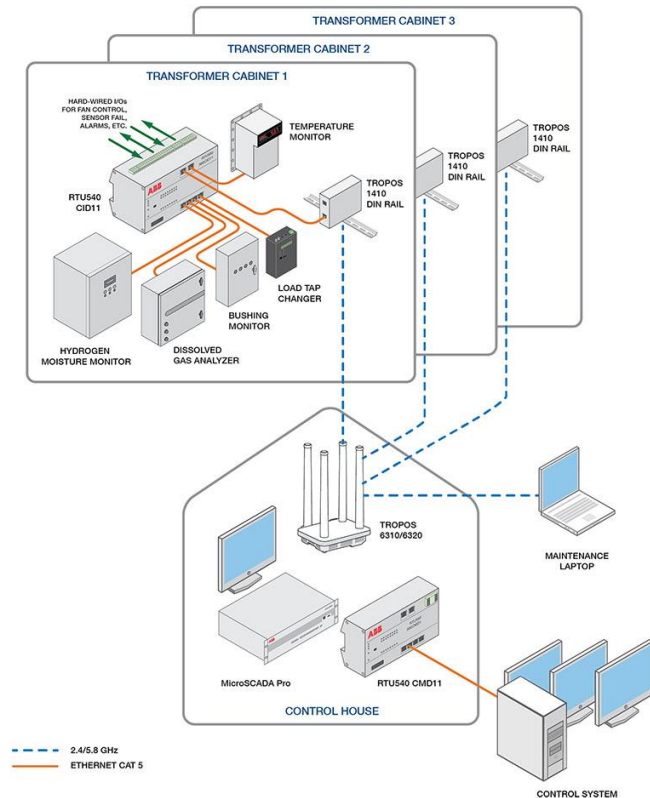 TRANSFORMER CABINET 3
TRANSFORMER CABINET 2
TRANSFORMER CABINET 1
HARD-WIRED I/Os
FOR FAN CONTROL,
SENSOR FAIL,
ALARMS, ETC.
TEMPERATURE
MONITOR
TROPOS
1410
DIN RAIL
TROPOS
1410
DIN RAIL
TROPOS
1410
DIN RAIL
ABB
RTU540
CID11
LOAD TAP
CHANGER
BUSHING
MONITOR
HYDROGEN
MOISTURE MONITOR
DISSOLVED
GAS ANALYZER
TROPOS
6310/6320
MAINTENANCE
LAPTOP
ABB
ABB
MicroSCADA Pro
RTU540 CMD11
CONTROL HOUSE
2.4/5.8 GHz
ETHERNET CAT 5
CONTROL SYSTEM